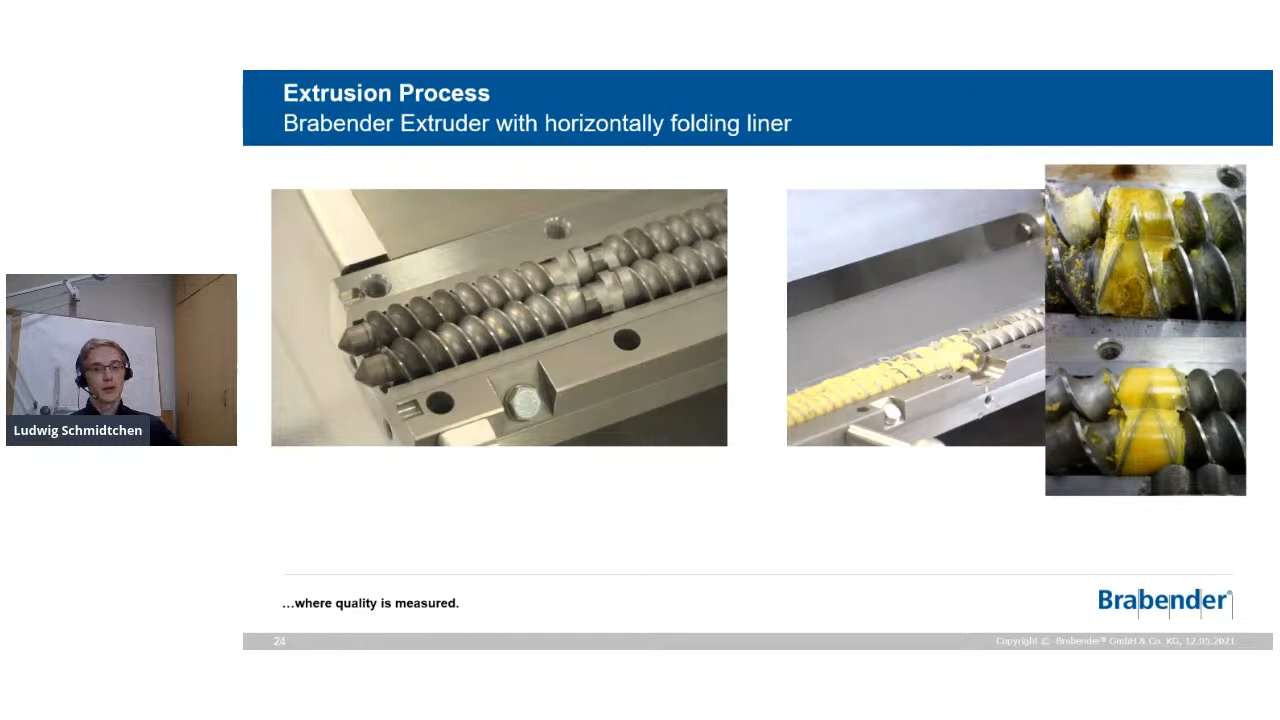 Extrusion Process
Brabender Extruder with horizontally folding liner
Ludwig Schmidtchen
...where quality is measured.
Brabender®
24
Copyright © Brabender® GmbH & Co. KG, 12.05.2021